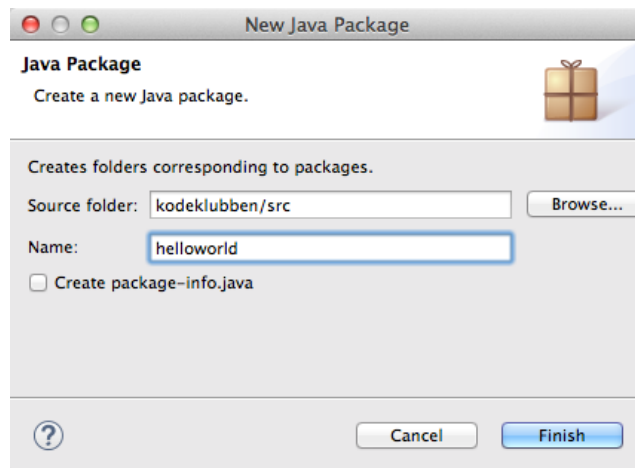 New Java Package
Java Package
Create a new Java package.
Creates folders corresponding to packages.
Source folder: kodeklubben/src Browse...
Name: helloworld
Create package-info.java
? Cancel Finish